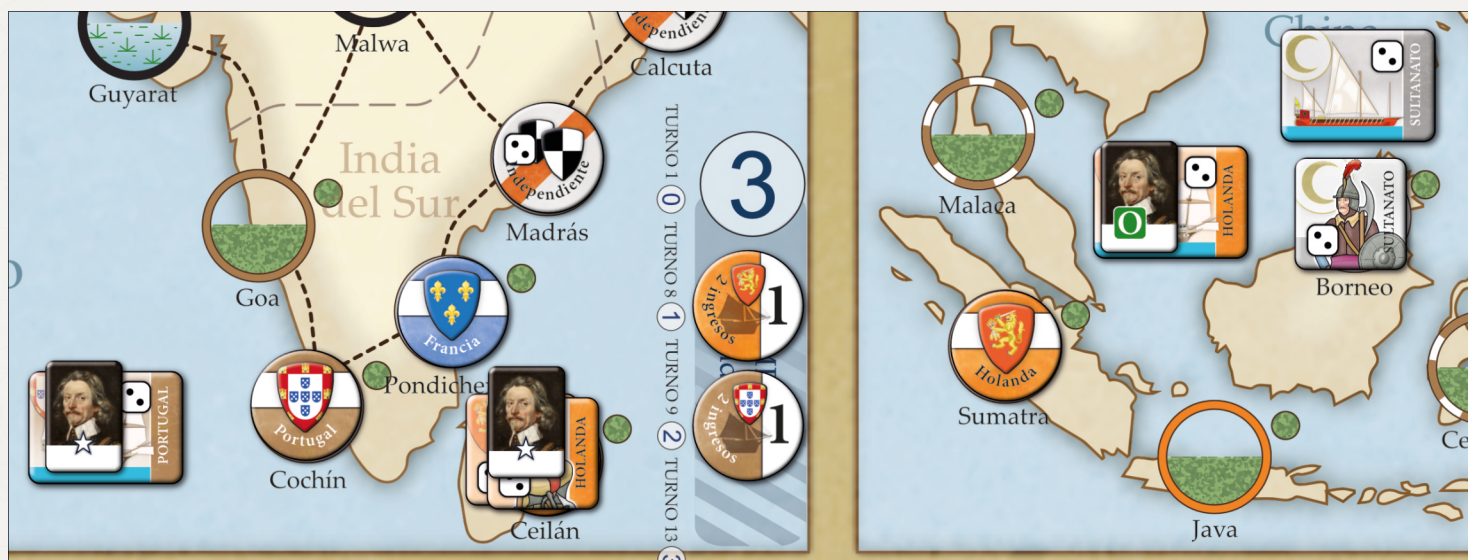 Guyarat
Malwa
Independiente
Calcuta
India
del Sur
Goa
Independiente
Madrás
Francia
Pondiche
Portugal
Cochín
PORTUGAL
HOLANDA
Ceilán
TURNO 1 0 TURNO 8 1 TURNO 9 2 TURNO 13 3
3
2 ingresos 1
2 ingresos 1
China
SULTANATO
Malaca
O
HOLANDA
SULTANATO
Borneo
Holanda
Sumatra
Java
Ce